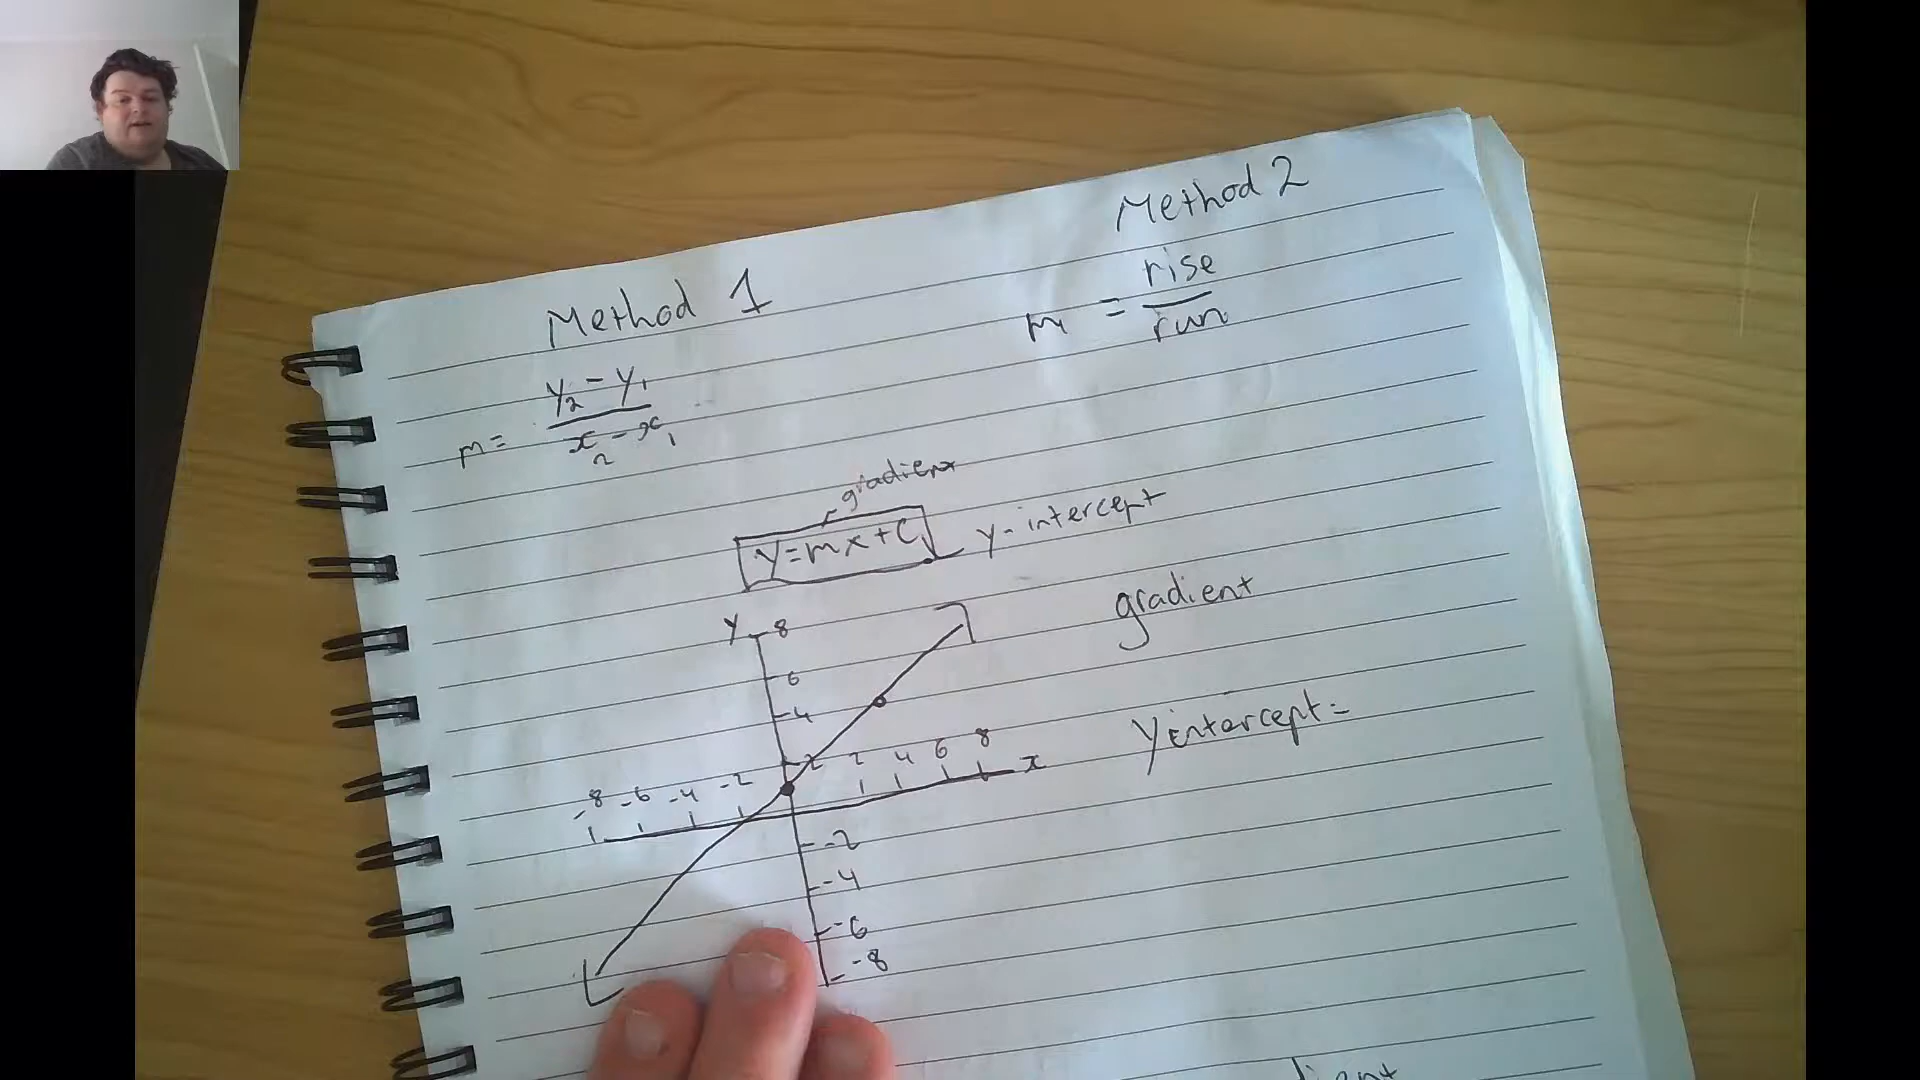 Method 1
Method 2
m = rise
run
m = y₂ - y₁
x₂ - x₁
gradient
y=mx+c
y-intercept
gradient
y intercept =
y
8
6
4
2
-8 -6 -4 -2 2 4 6 8 x
-2
-4
-6
-8